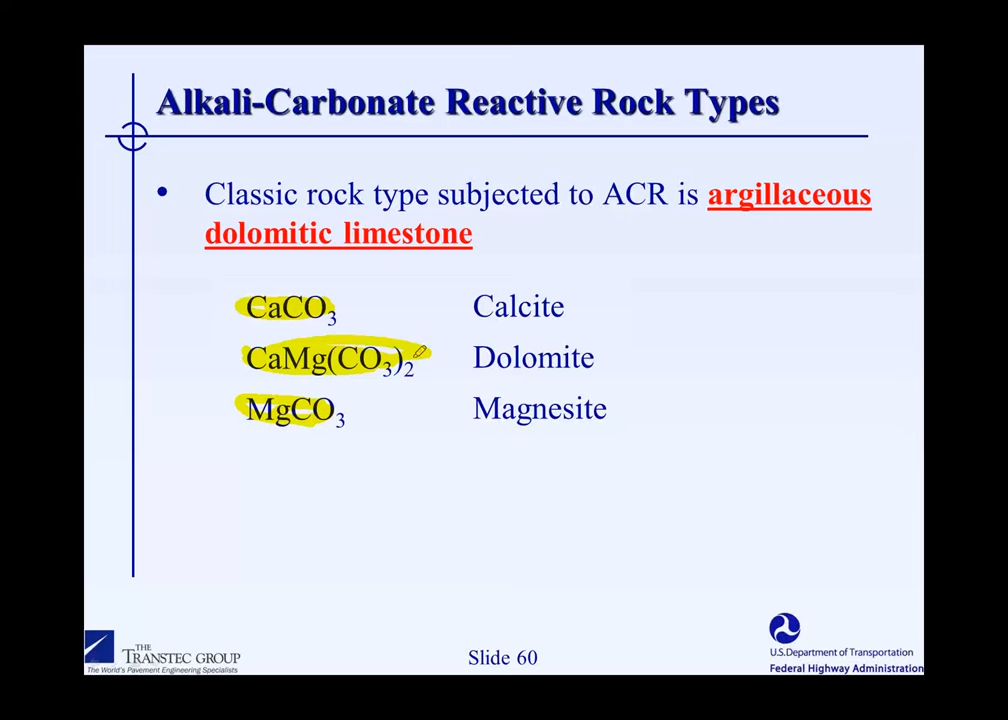 Alkali-Carbonate Reactive Rock Types
• Classic rock type subjected to ACR is argillaceous
dolomitic limestone
CaCO₃ Calcite
CaMg(CO₃)₂ Dolomite
MgCO₃ Magnesite
THE
TRANSTEC GROUP
The World's Pavement Engineering Specialists
Slide 60
U.S.Department of Transportation
Federal Highway Administration